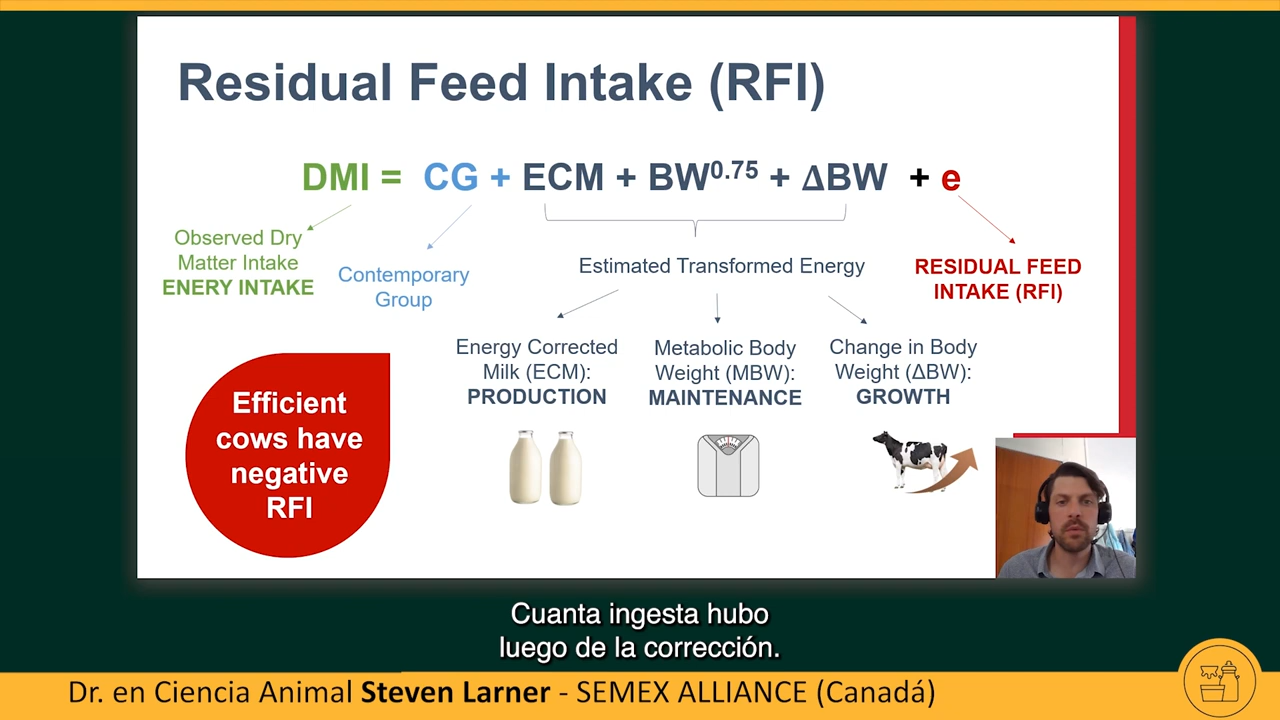 Residual Feed Intake (RFI)
DMI = CG + ECM + BW^0.75 + ΔBW + e
Observed Dry
Matter Intake
ENERY INTAKE
Contemporary
Group
Estimated Transformed Energy
RESIDUAL FEED
INTAKE (RFI)
Energy Corrected
Milk (ECM):
PRODUCTION
Metabolic Body
Weight (MBW):
MAINTENANCE
Change in Body
Weight (ΔBW):
GROWTH
Efficient
cows have
negative
RFI
Cuanta ingesta hubo
luego de la corrección.
Dr. en Ciencia Animal Steven Larner - SEMEX ALLIANCE (Canadá)